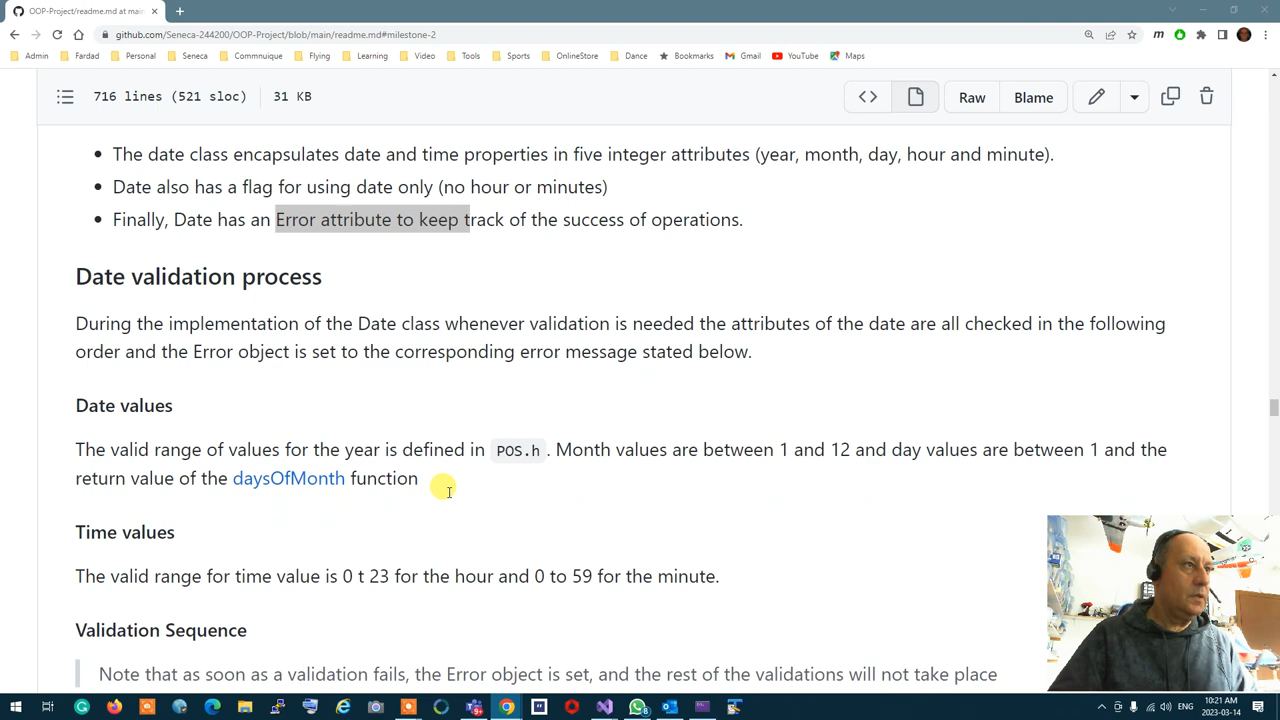 OOP-Project/readme.md at main
github.com/Seneca-244200/OOP-Project/blob/main/readme.md#milestone-2
Admin Fardad Personal Seneca Commnuique Flying Learning Video Tools Sports OnlineStore Dance Bookmarks Gmail YouTube Maps
716 lines (521 sloc) 31 KB Raw Blame
The date class encapsulates date and time properties in five integer attributes (year, month, day, hour and minute).
Date also has a flag for using date only (no hour or minutes)
Finally, Date has an Error attribute to keep track of the success of operations.
Date validation process
During the implementation of the Date class whenever validation is needed the attributes of the date are all checked in the following
order and the Error object is set to the corresponding error message stated below.
Date values
The valid range of values for the year is defined in POS.h. Month values are between 1 and 12 and day values are between 1 and the
return value of the daysOfMonth function
Time values
The valid range for time value is 0 t 23 for the hour and 0 to 59 for the minute.
Validation Sequence
Note that as soon as a validation fails, the Error object is set, and the rest of the validations will not take place
ENG
10:21 AM
2023-03-14